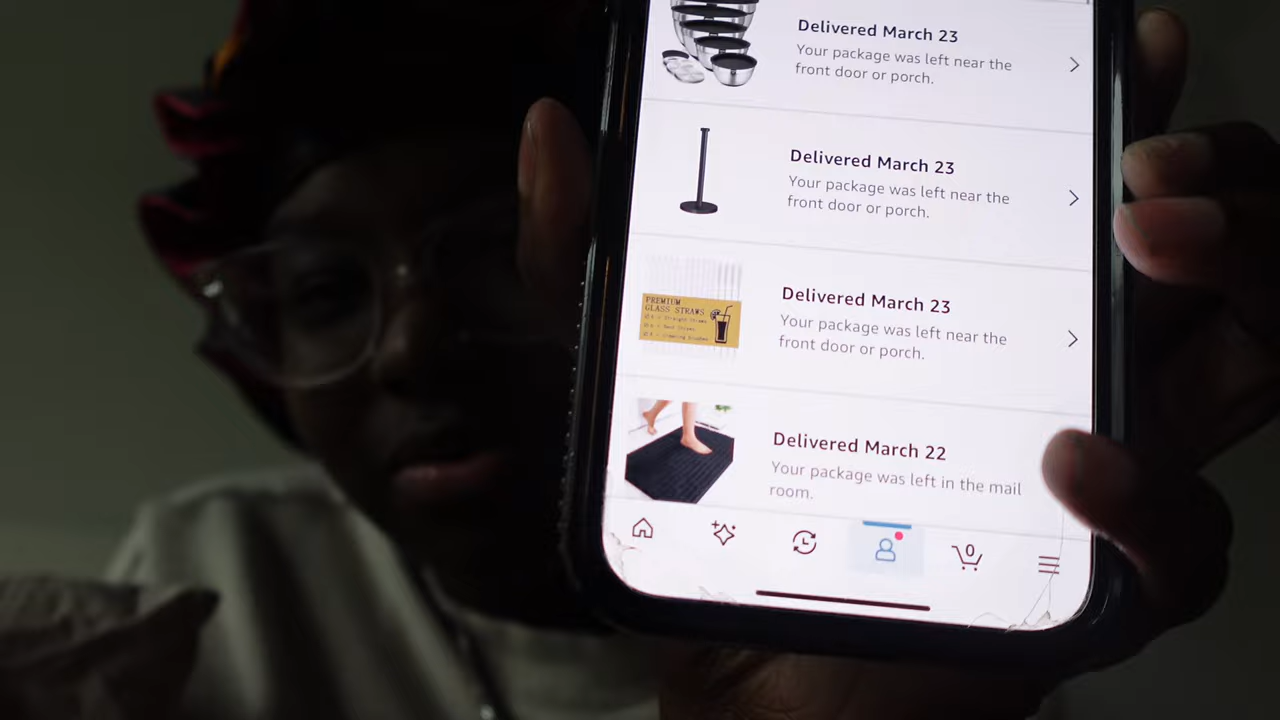 Delivered March 23
Your package was left near the
front door or porch.
Delivered March 23
Your package was left near the
front door or porch.
PREMIUM
GLASS STRAWS
Delivered March 23
Your package was left near the
front door or porch.
Delivered March 22
Your package was left in the mail
room.
0